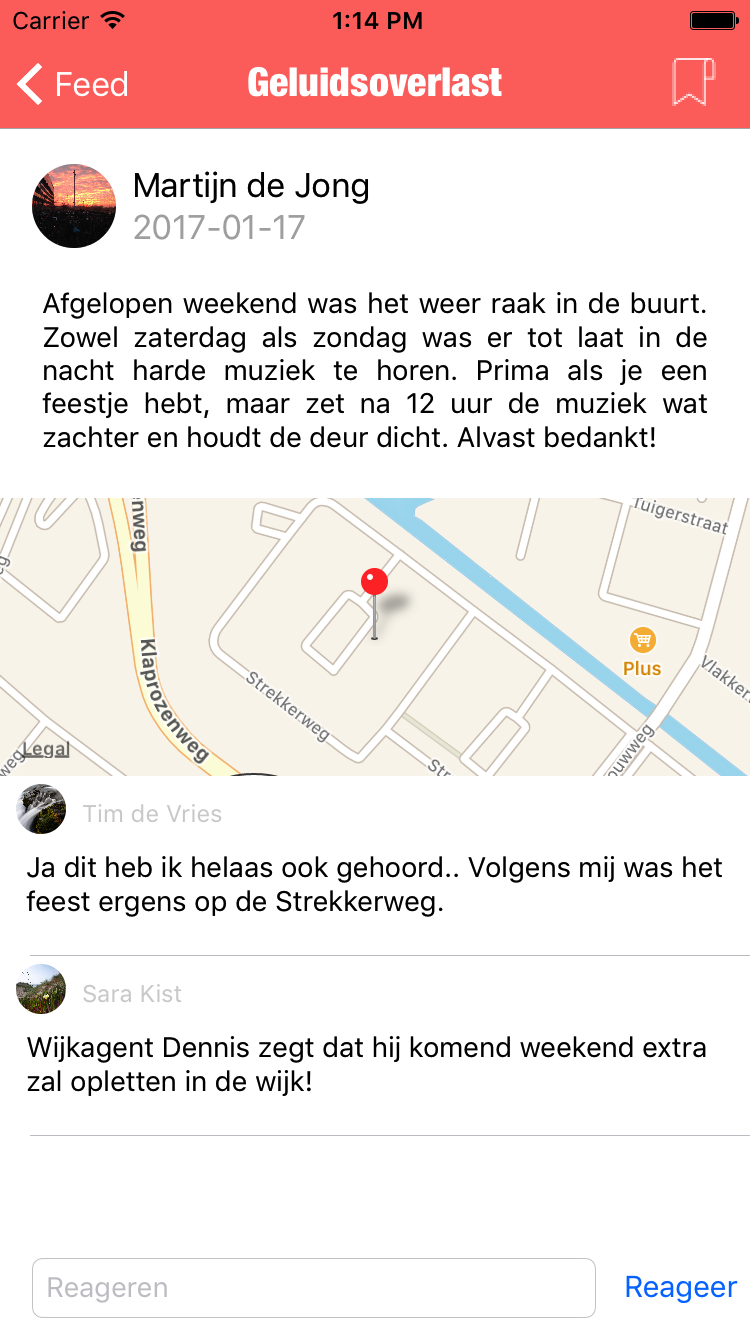 Carrier 1:14 PM
Feed Geluidsoverlast
Martijn de Jong
2017-01-17
Afgelopen weekend was het weer raak in de buurt.
Zowel zaterdag als zondag was er tot laat in de
nacht harde muziek te horen. Prima als je een
feestje hebt, maar zet na 12 uur de muziek wat
zachter en houdt de deur dicht. Alvast bedankt!
enweg
Tuigerstraat
Plus
Klaprozenweg
Strekkerweg
Vlakker
Str
ouwweg
weg
Legal
Tim de Vries
Ja dit heb ik helaas ook gehoord.. Volgens mij was het
feest ergens op de Strekkerweg.
Sara Kist
Wijkagent Dennis zegt dat hij komend weekend extra
zal opletten in de wijk!
Reageren Reageer